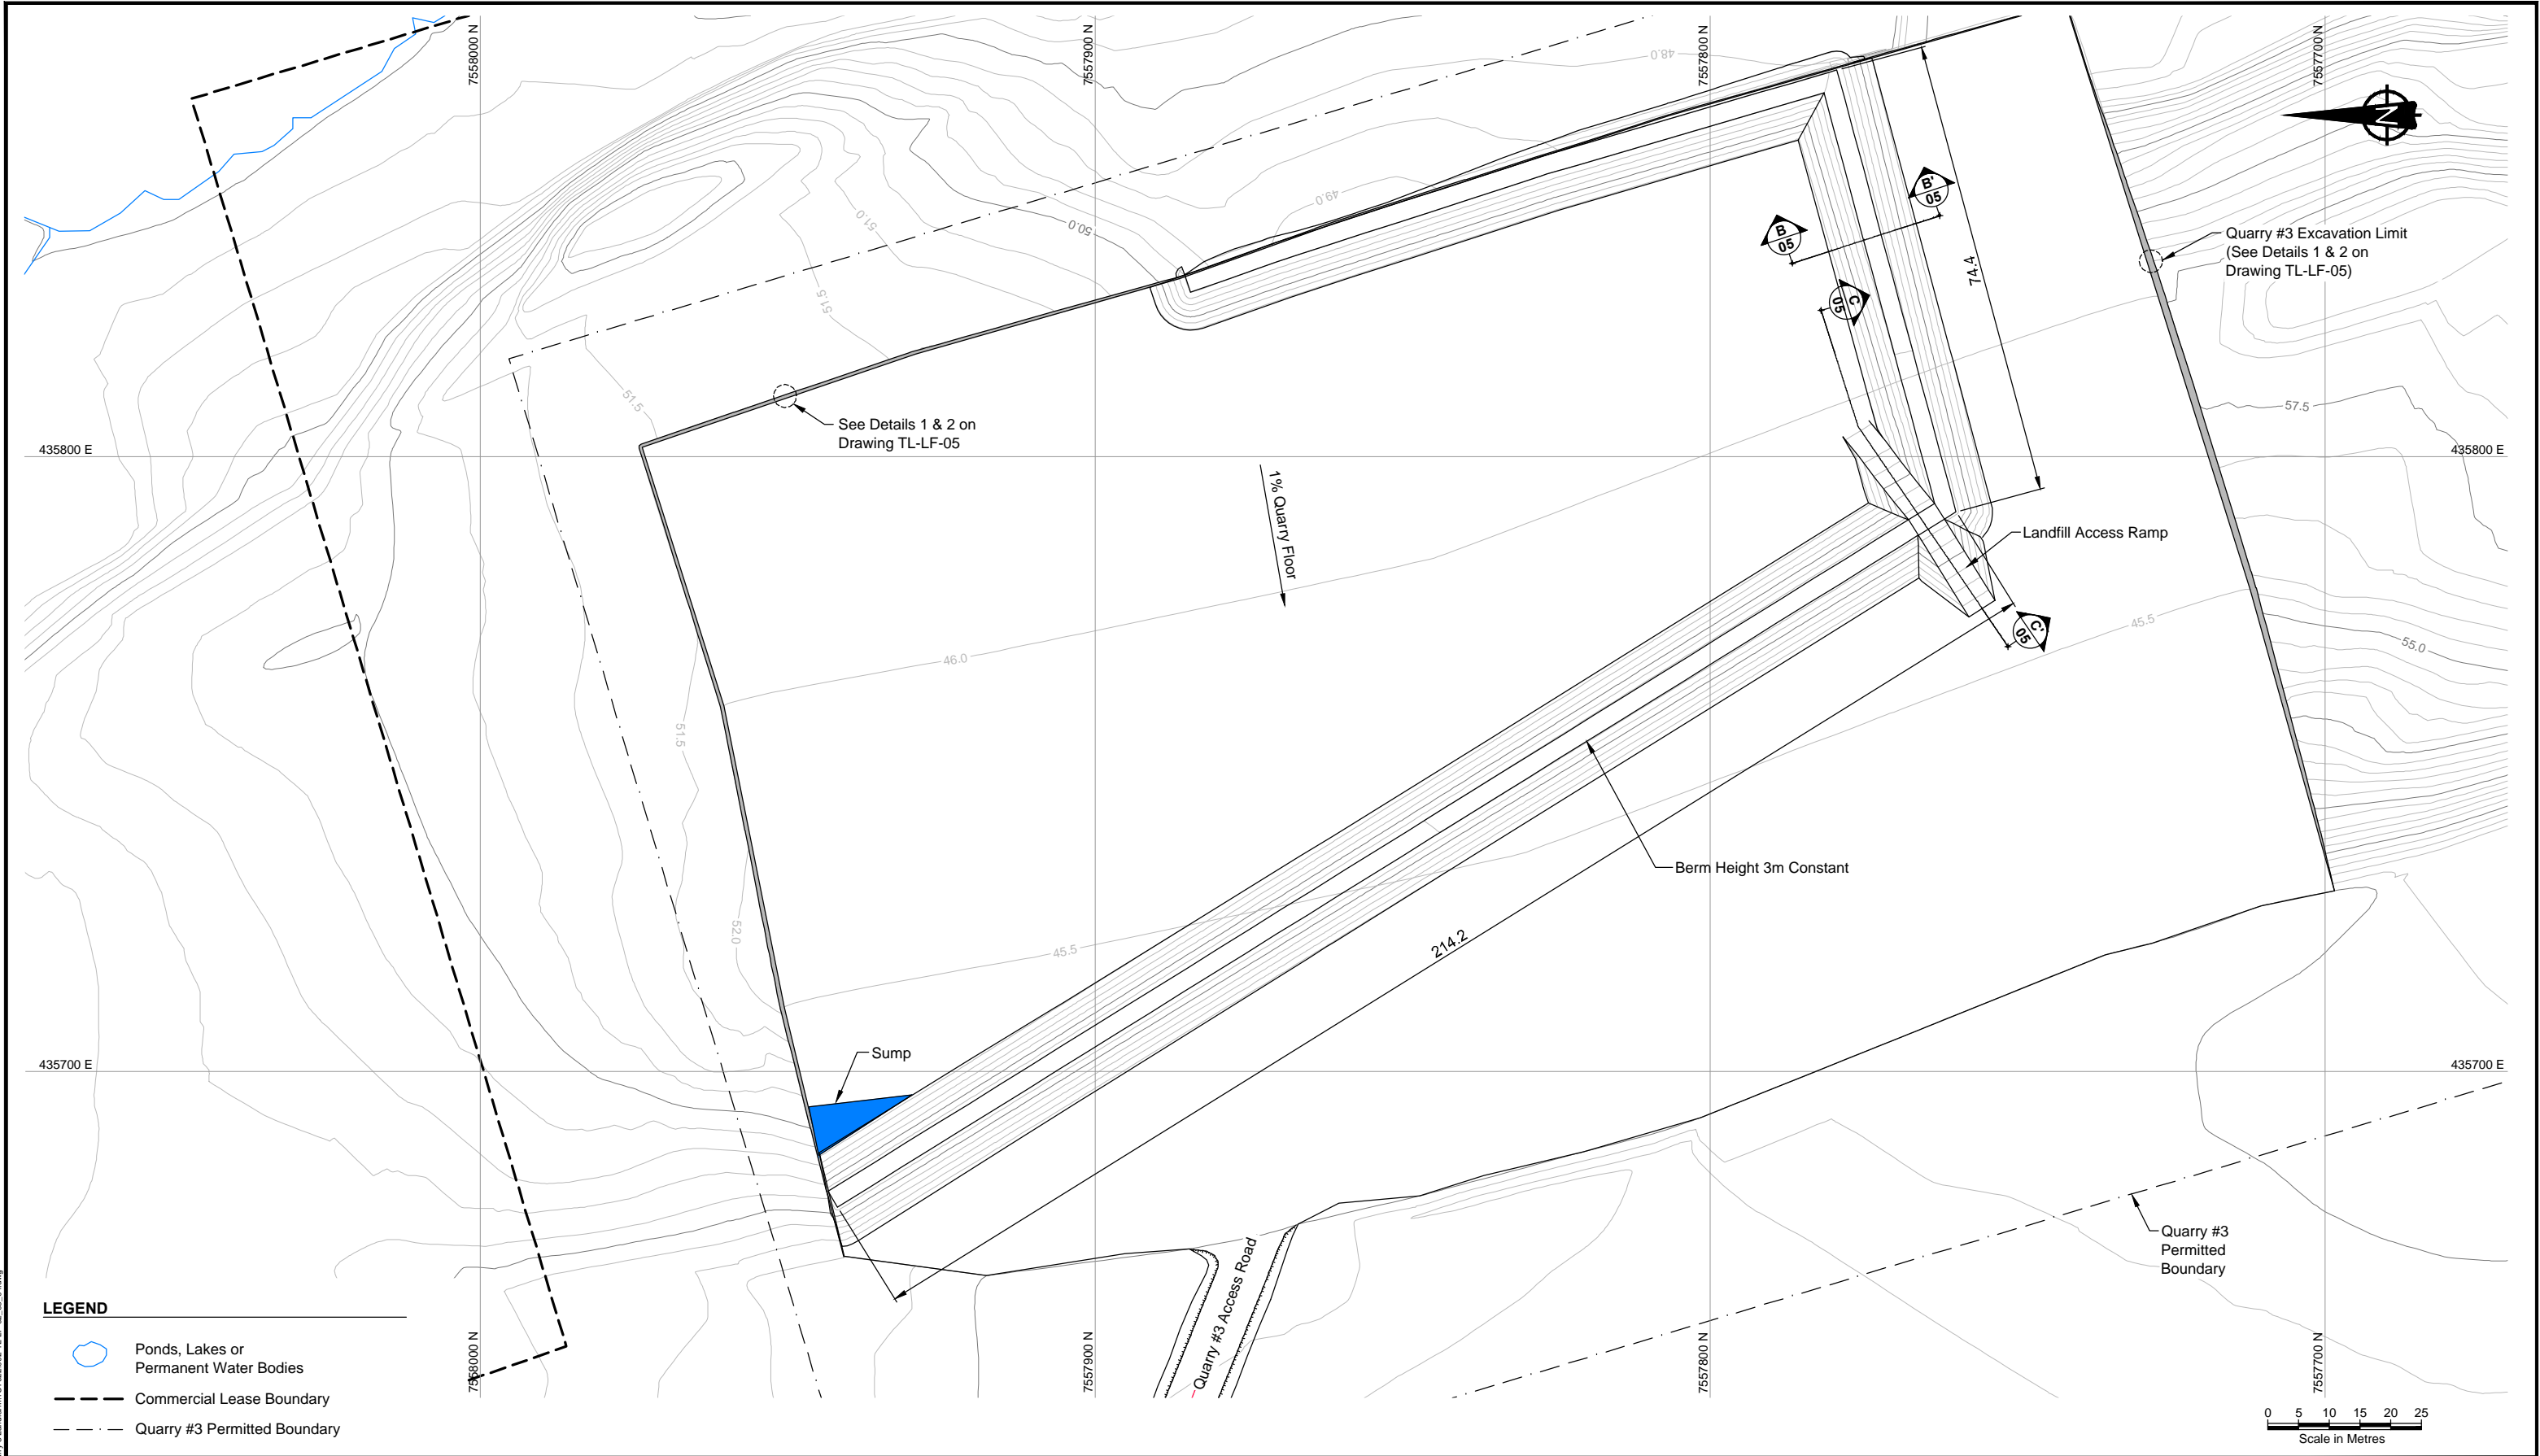 7558000 N
7557900 N
7557800 N
7557700 N
48.0
N
49.0
50.0
51.0
51.5
B
05
B'
05
C
05
74.4
Quarry #3 Excavation Limit
(See Details 1 & 2 on
Drawing TL-LF-05)
51.5
57.5
See Details 1 & 2 on
Drawing TL-LF-05
435800 E
435800 E
1% Quarry Floor
Landfill Access Ramp
C'
05
45.5
55.0
46.0
51.5
Berm Height 3m Constant
52.0
45.5
214.2
Sump
435700 E
435700 E
Quarry #3
Permitted
Boundary
Quarry #3 Access Road
7558000 N
7557900 N
7557800 N
7557700 N
LEGEND
Ponds, Lakes or
Permanent Water Bodies
Commercial Lease Boundary
Quarry #3 Permitted Boundary
0 5 10 15 20 25
Scale in Metres